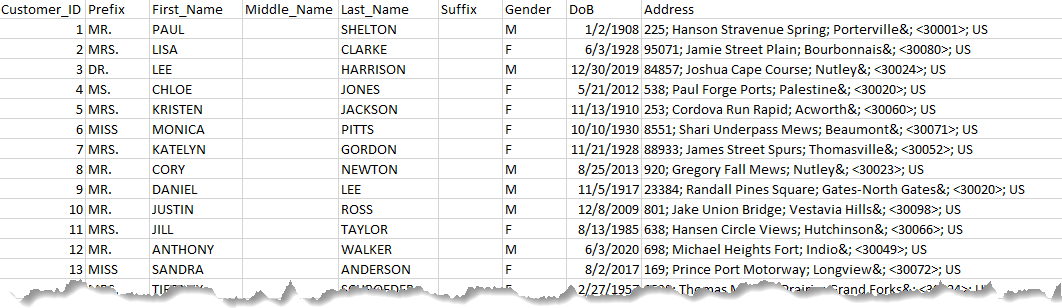 Customer_ID Prefix First_Name Middle_Name Last_Name Suffix Gender DoB Address
1 MR. PAUL SHELTON M 1/2/1908 225; Hanson Stravenue Spring; Porterville&; <30001>; US
2 MRS. LISA CLARKE F 6/3/1928 95071; Jamie Street Plain; Bourbonnais&; <30080>; US
3 DR. LEE HARRISON M 12/30/2019 84857; Joshua Cape Course; Nutley&; <30024>; US
4 MS. CHLOE JONES F 5/21/2012 538; Paul Forge Ports; Palestine&; <30020>; US
5 MRS. KRISTEN JACKSON F 11/13/1910 253; Cordova Run Rapid; Acworth&; <30060>; US
6 MISS MONICA PITTS F 10/10/1930 8551; Shari Underpass Mews; Beaumont&; <30071>; US
7 MRS. KATELYN GORDON F 11/21/1928 88933; James Street Spurs; Thomasville&; <30052>; US
8 MR. CORY NEWTON M 8/25/2013 920; Gregory Fall Mews; Nutley&; <30023>; US
9 MR. DANIEL LEE M 11/5/1917 23384; Randall Pines Square; Gates-North Gates&; <30020>; US
10 MR. JUSTIN ROSS M 12/8/2009 801; Jake Union Bridge; Vestavia Hills&; <30098>; US
11 MRS. JILL TAYLOR F 8/13/1985 638; Hansen Circle Views; Hutchinson&; <30066>; US
12 MR. ANTHONY WALKER M 6/3/2020 698; Michael Heights Fort; Indio&; <30049>; US
13 MISS SANDRA ANDERSON F 8/2/2017 169; Prince Port Motorway; Longview&; <30072>; US
2/27/1957 Grand Forks&; US